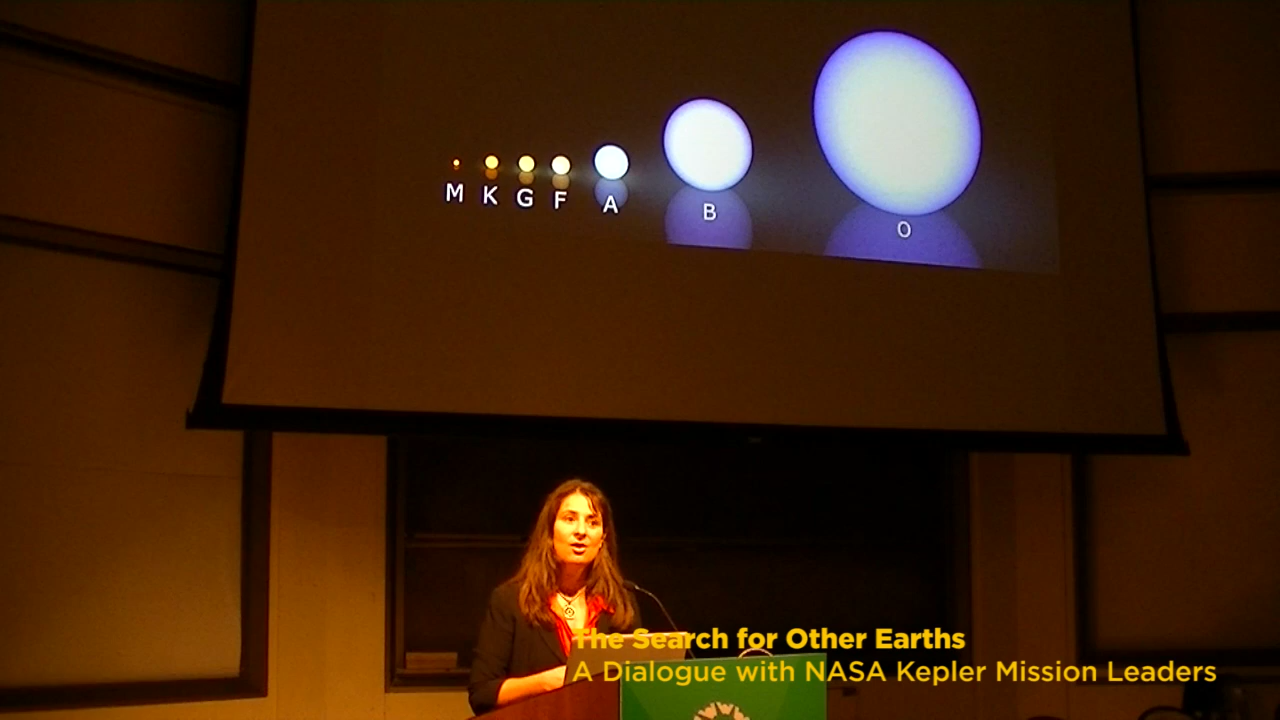 M K G F A B O
The Search for Other Earths
A Dialogue with NASA Kepler Mission Leaders